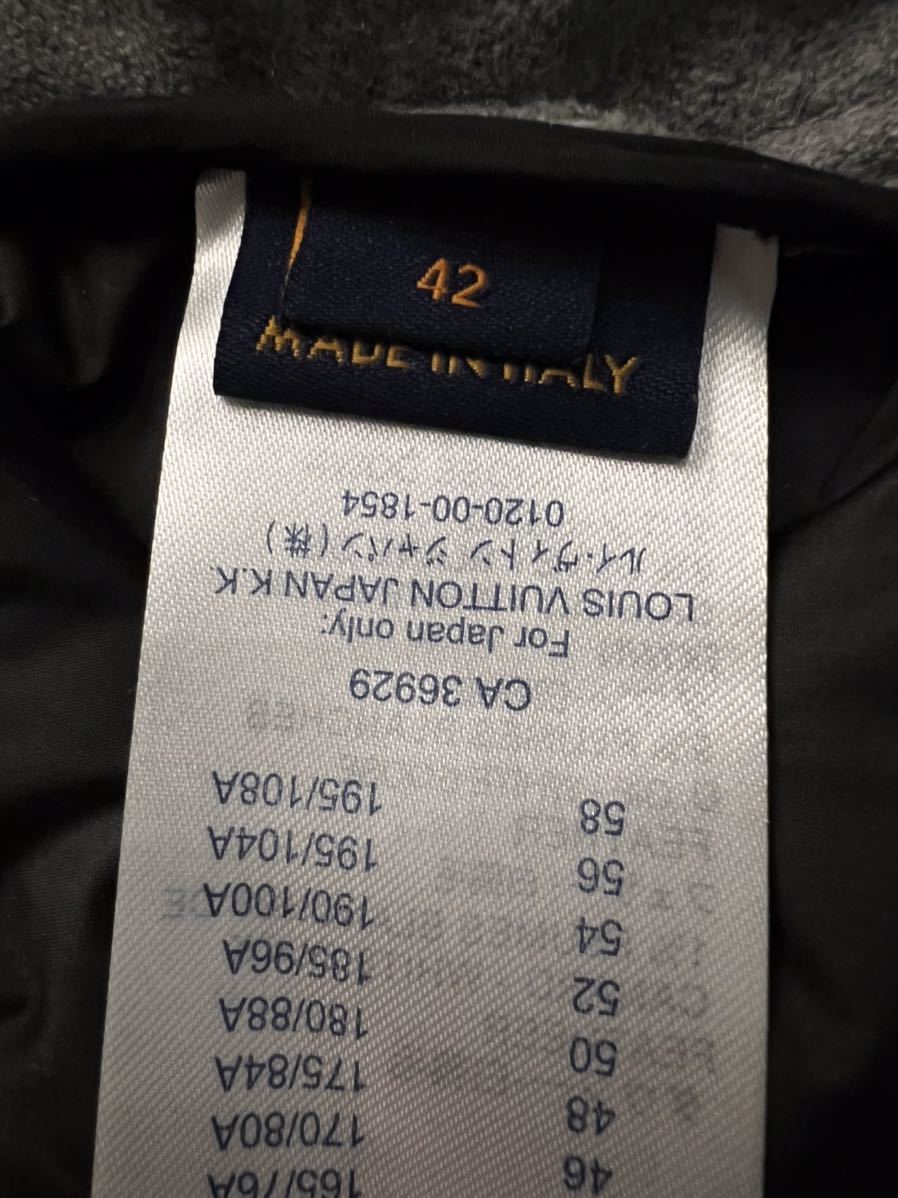 42
MADE IN ITALY
165/76A
46 170/80A
48 175/84A
50 180/88A
52 185/96A
54 190/100A
56 195/104A
58 195/108A
CA 36929
For Japan only:
LOUIS VUITTON JAPAN K.K
ルイ・ヴィトン ジャパン(株)
0120-00-1854